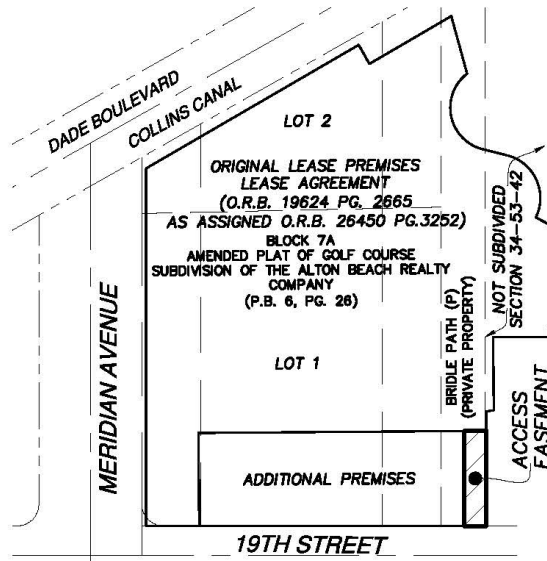 DADE BOULEVARD
COLLINS CANAL
LOT 2
ORIGINAL LEASE PREMISES
LEASE AGREEMENT
(O.R.B. 19624 PG. 2665
AS ASSIGNED O.R.B. 26450 PG.3252)
BLOCK 7A
AMENDED PLAT OF GOLF COURSE
SUBDIVISION OF THE ALTON BEACH REALTY
COMPANY
(P.B. 6, PG. 26)
NOT SUBDIVIDED
SECTION 34-53-42
MERIDIAN AVENUE
BRIDLE PATH (P)
(PRIVATE PROPERTY)
LOT 1
ACCESS
EASEMENT
ADDITIONAL PREMISES
19TH STREET